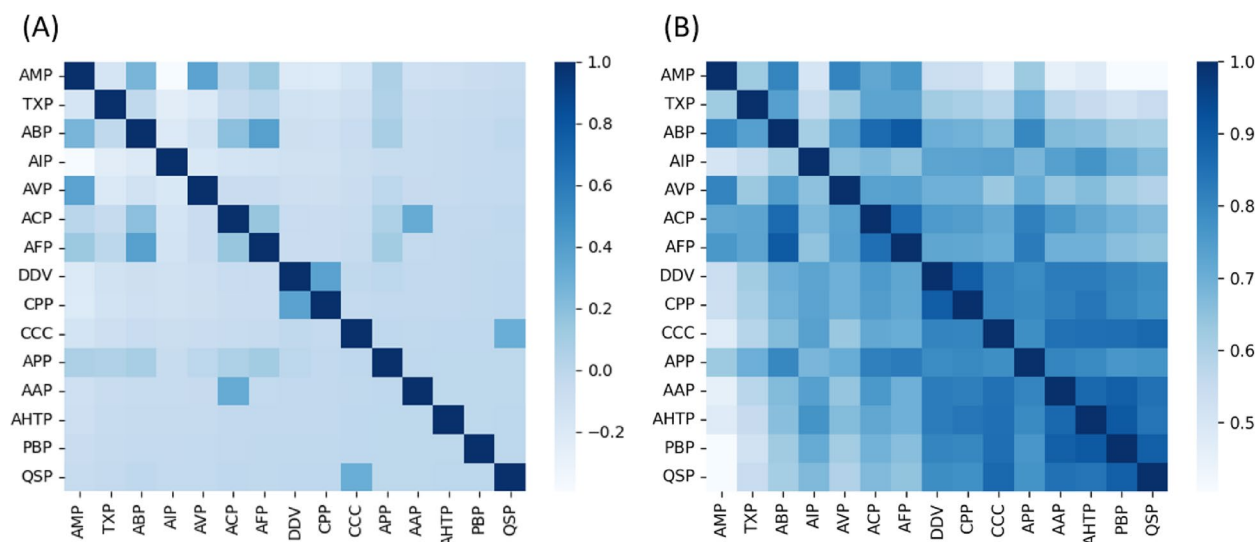 (A)
AMP
TXP
ABP
AIP
AVP
ACP
AFP
DDV
CPP
CCC
APP
AAP
AHTP
PBP
QSP
AMP TXP ABP AIP AVP ACP AFP DDV CPP CCC APP AAP AHTP PBP QSP
1.0
0.8
0.6
0.4
0.2
0.0
−0.2
(B)
AMP
TXP
ABP
AIP
AVP
ACP
AFP
DDV
CPP
CCC
APP
AAP
AHTP
PBP
QSP
AMP TXP ABP AIP AVP ACP AFP DDV CPP CCC APP AAP AHTP PBP QSP
1.0
0.9
0.8
0.7
0.6
0.5